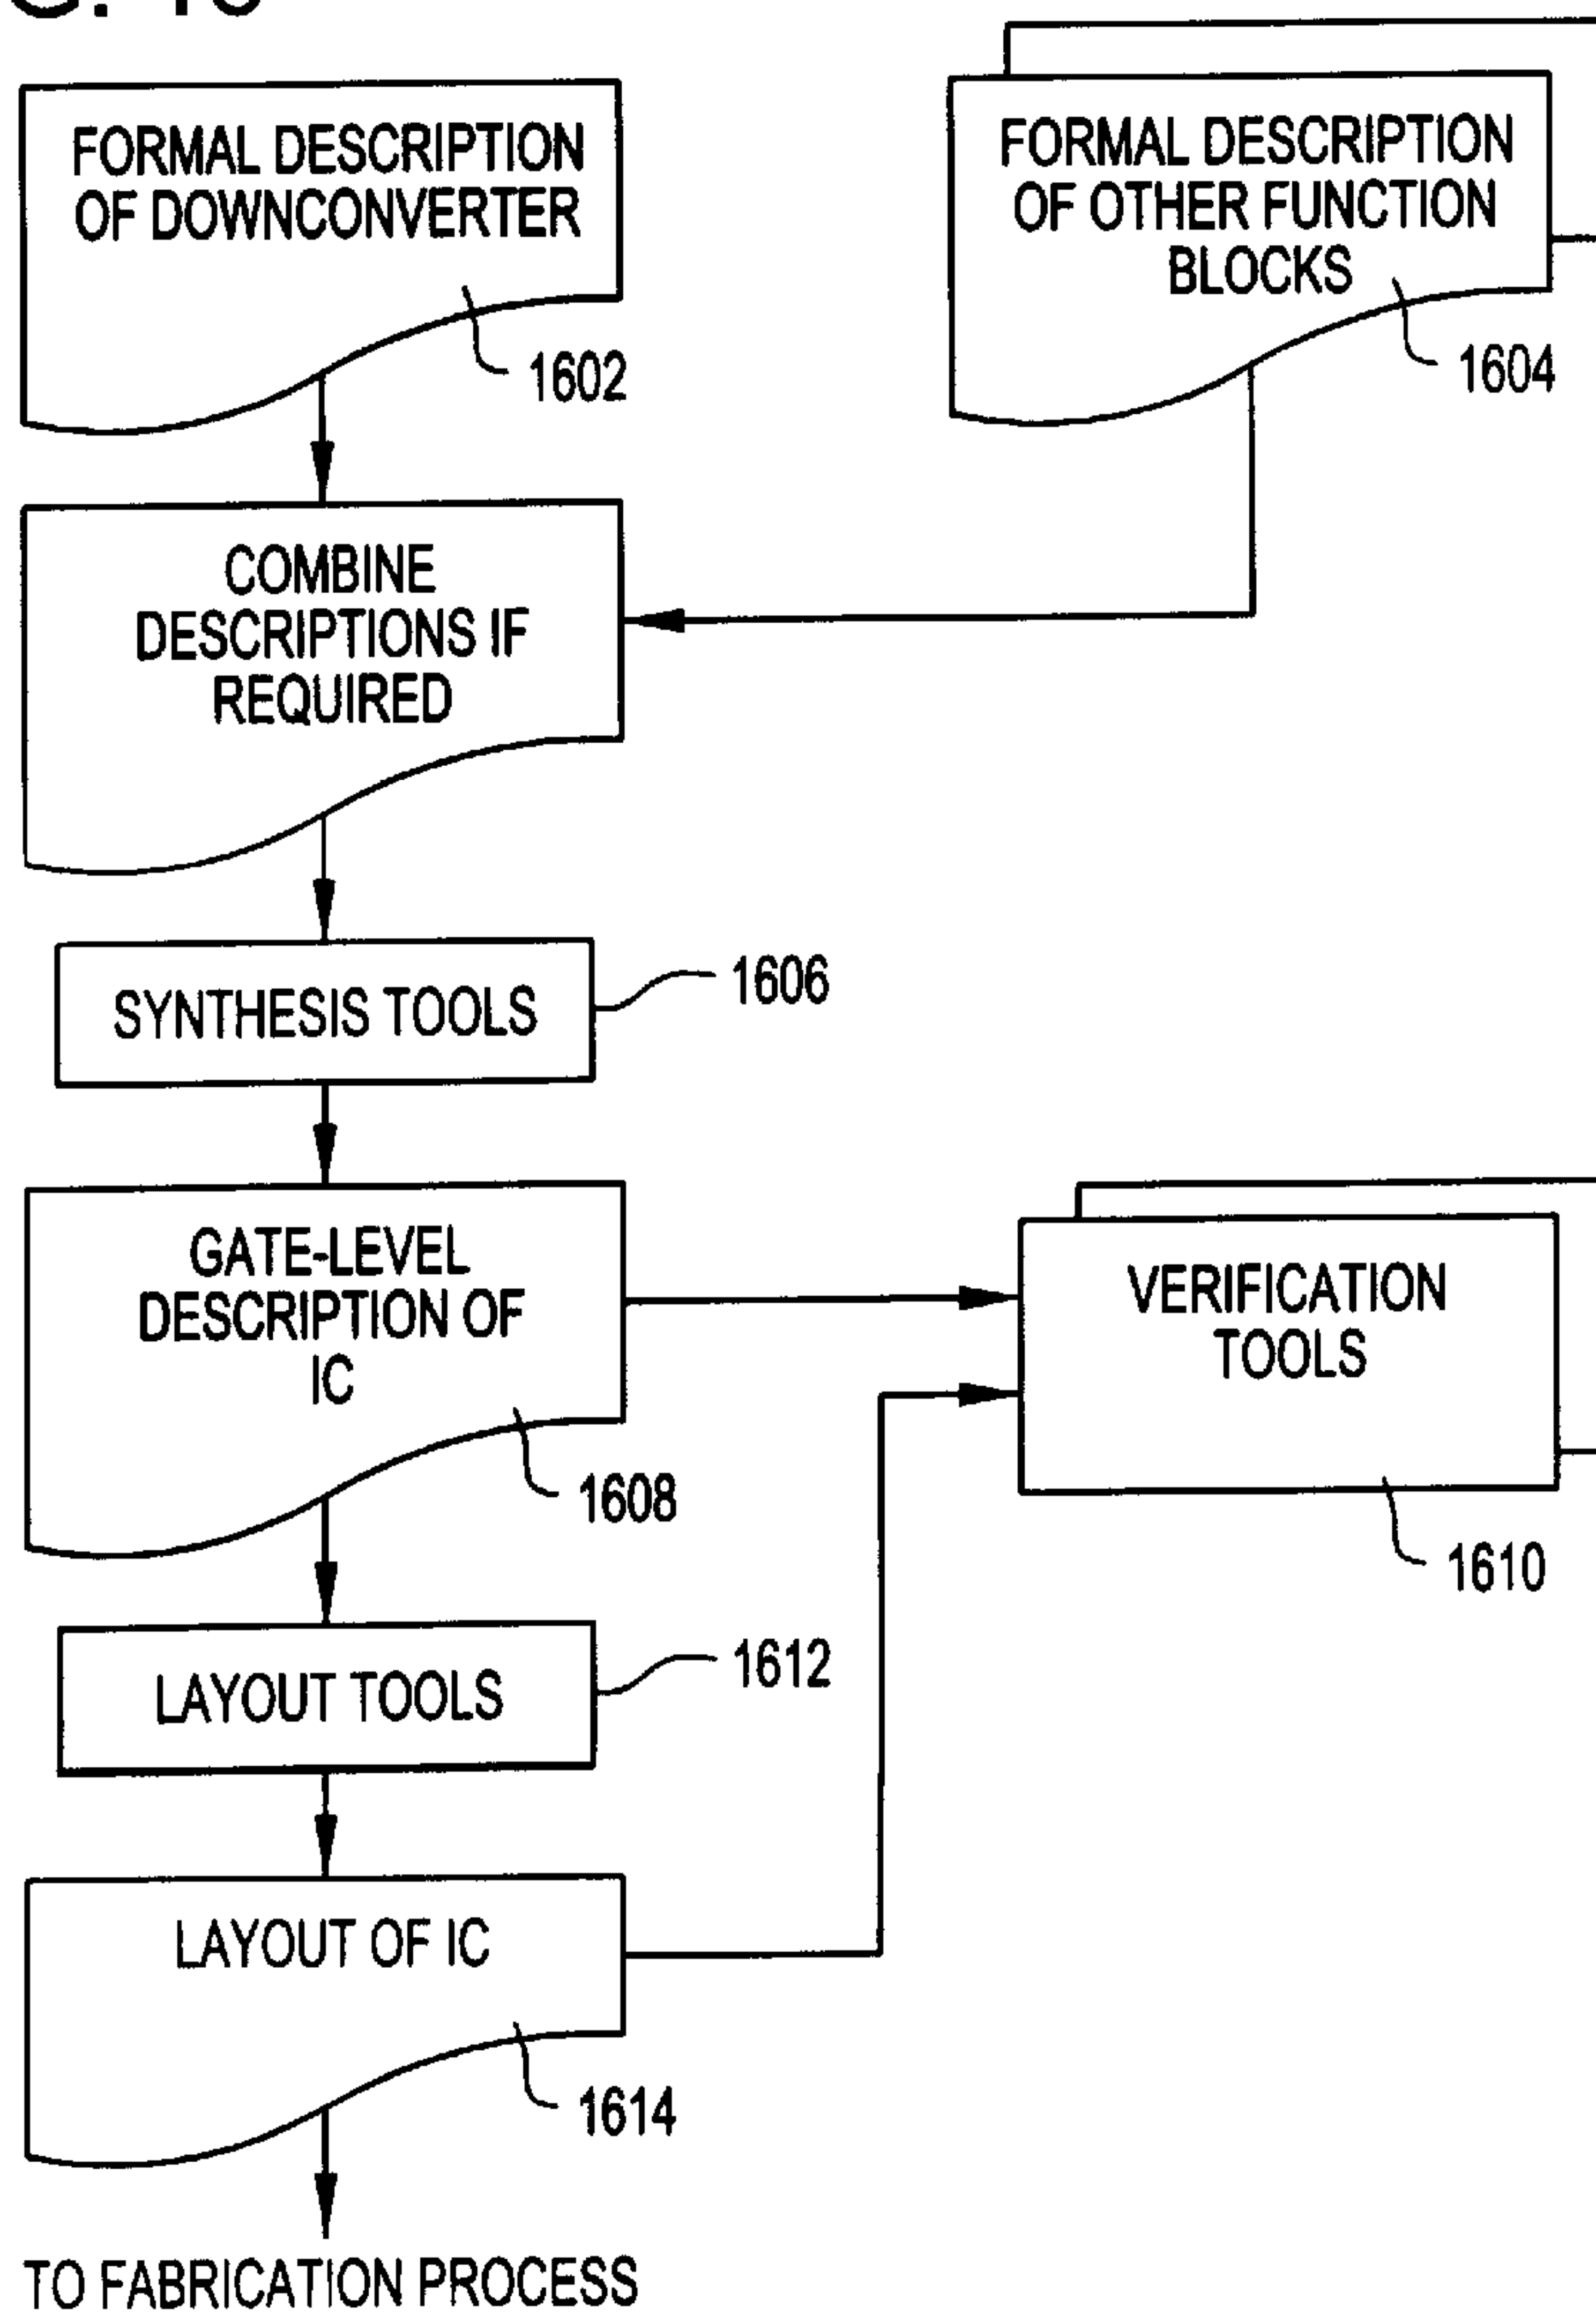 FORMAL DESCRIPTION
OF DOWNCONVERTER
1602
FORMAL DESCRIPTION
OF OTHER FUNCTION
BLOCKS
1604
COMBINE
DESCRIPTIONS IF
REQUIRED
SYNTHESIS TOOLS
1606
GATE-LEVEL
DESCRIPTION OF
IC
1608
VERIFICATION
TOOLS
1610
LAYOUT TOOLS
1612
LAYOUT OF IC
1614
TO FABRICATION PROCESS